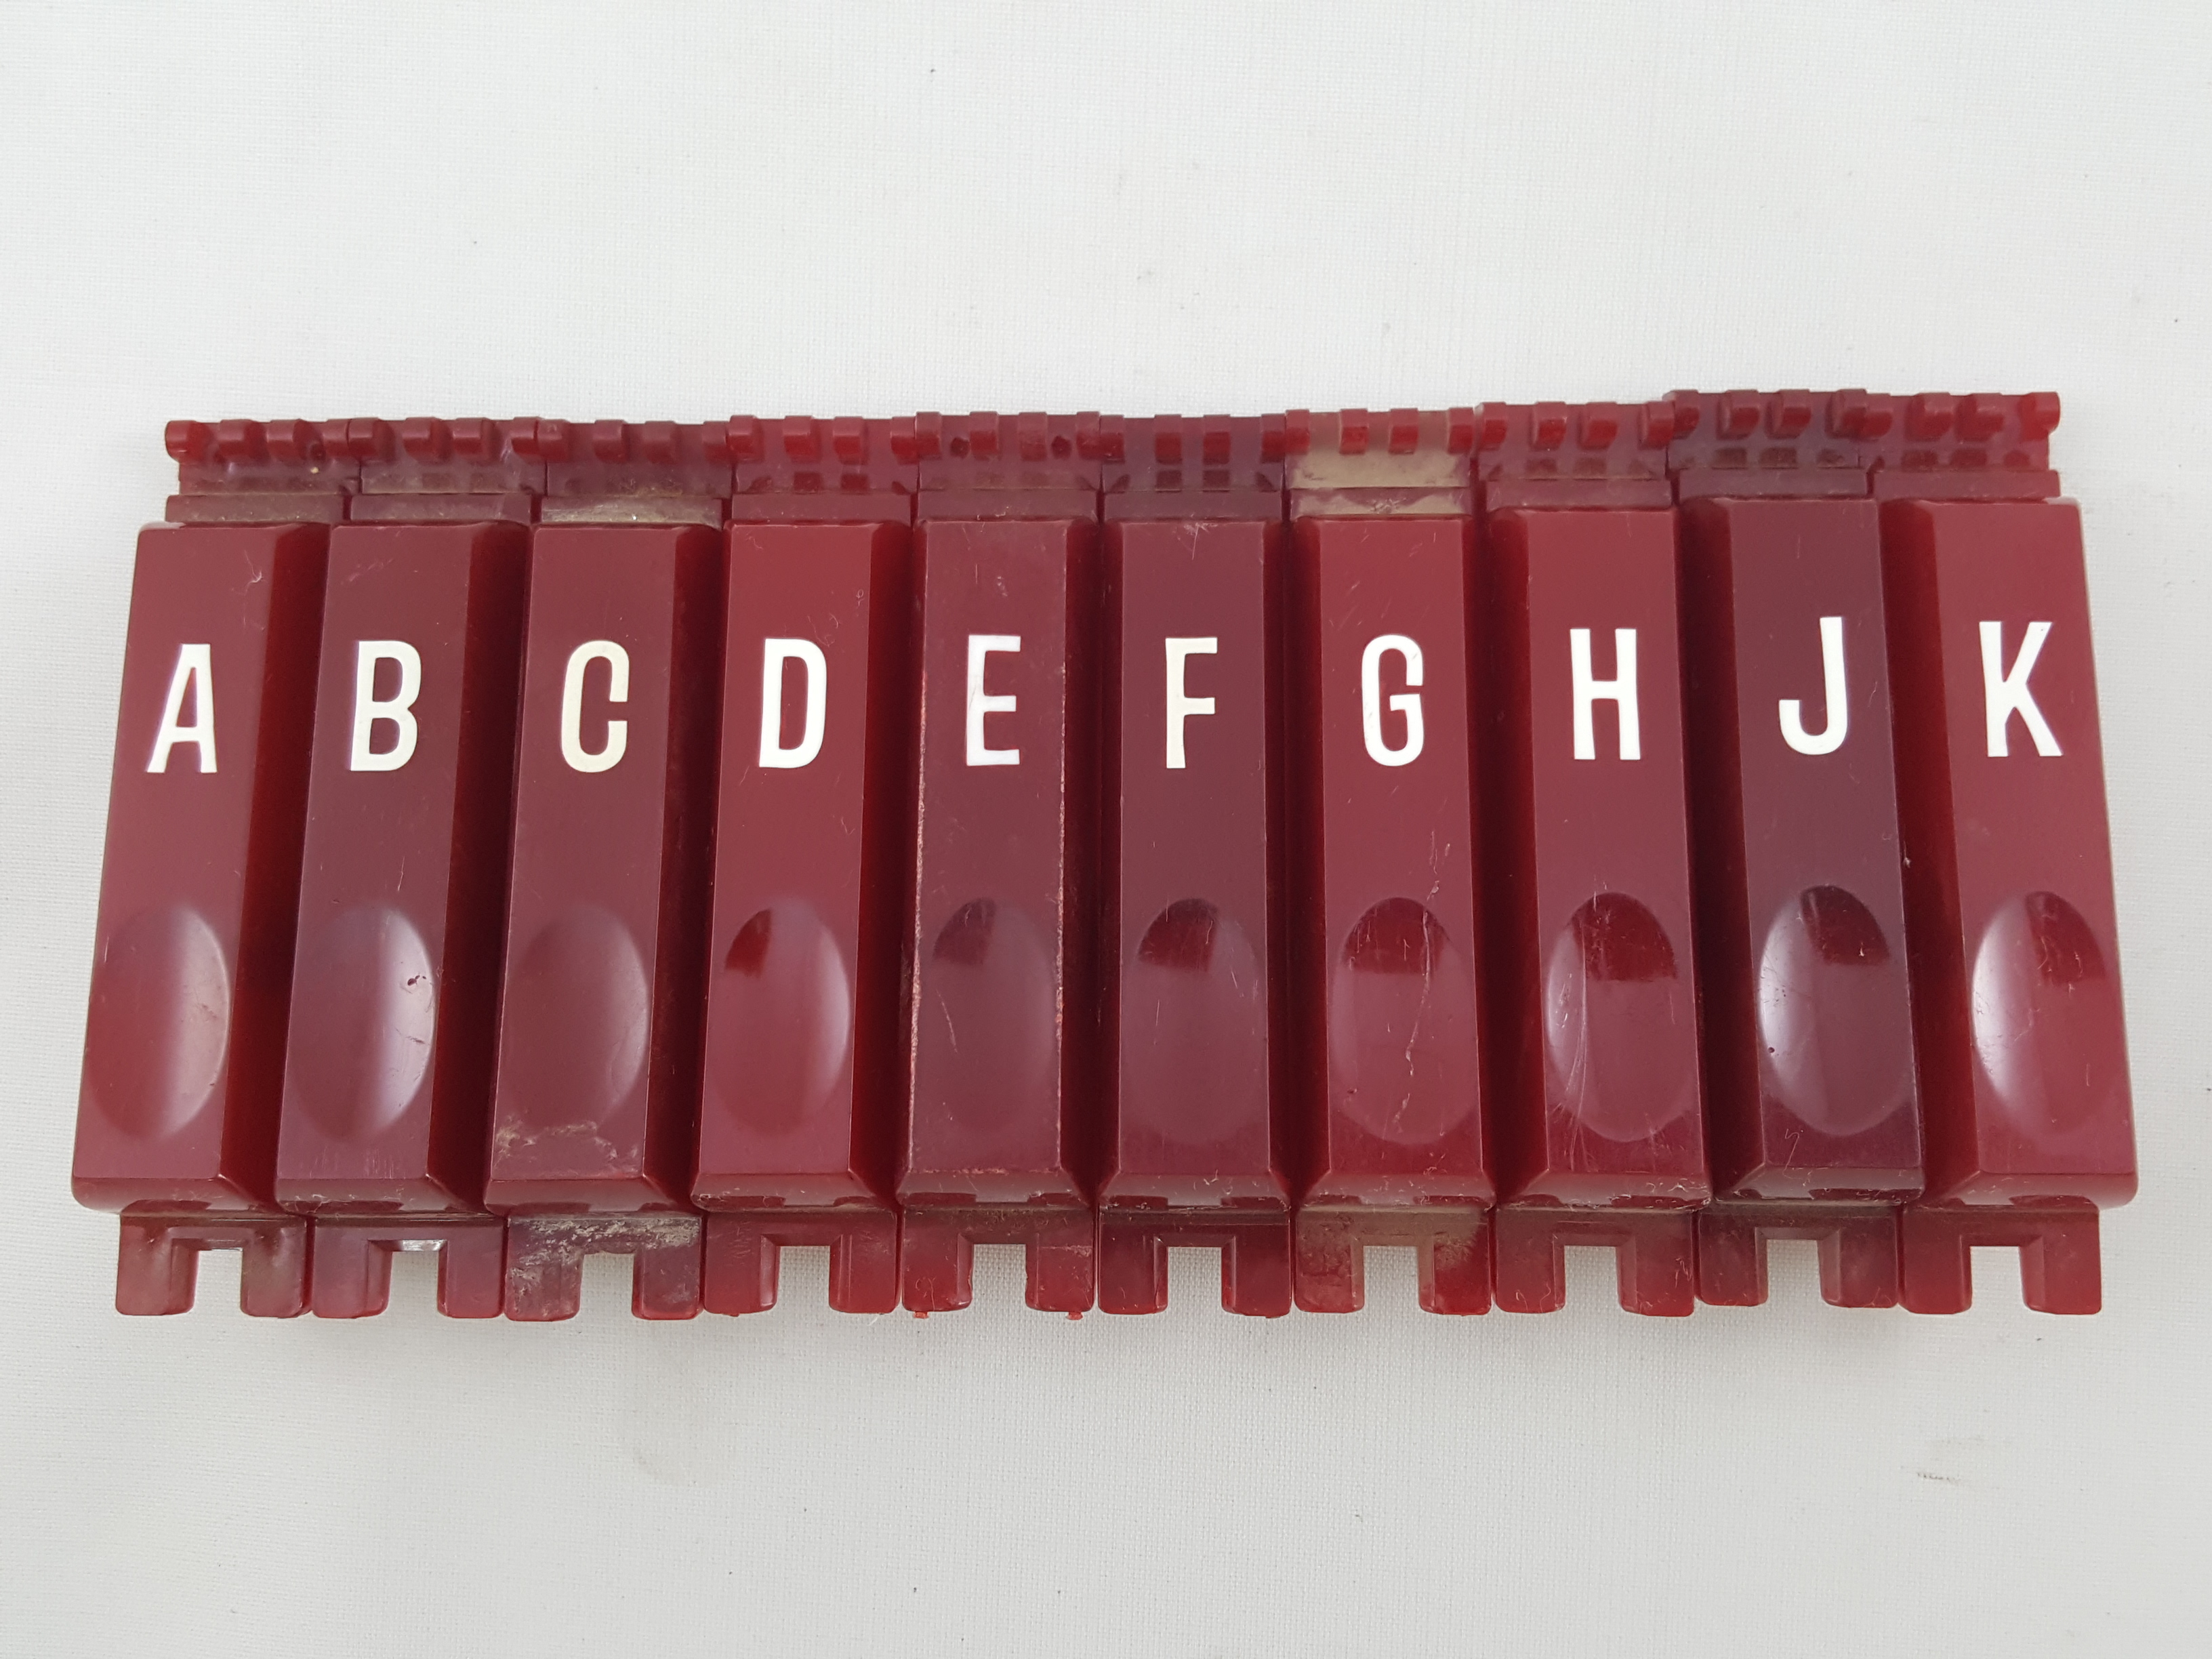 A B C D E F G H J K